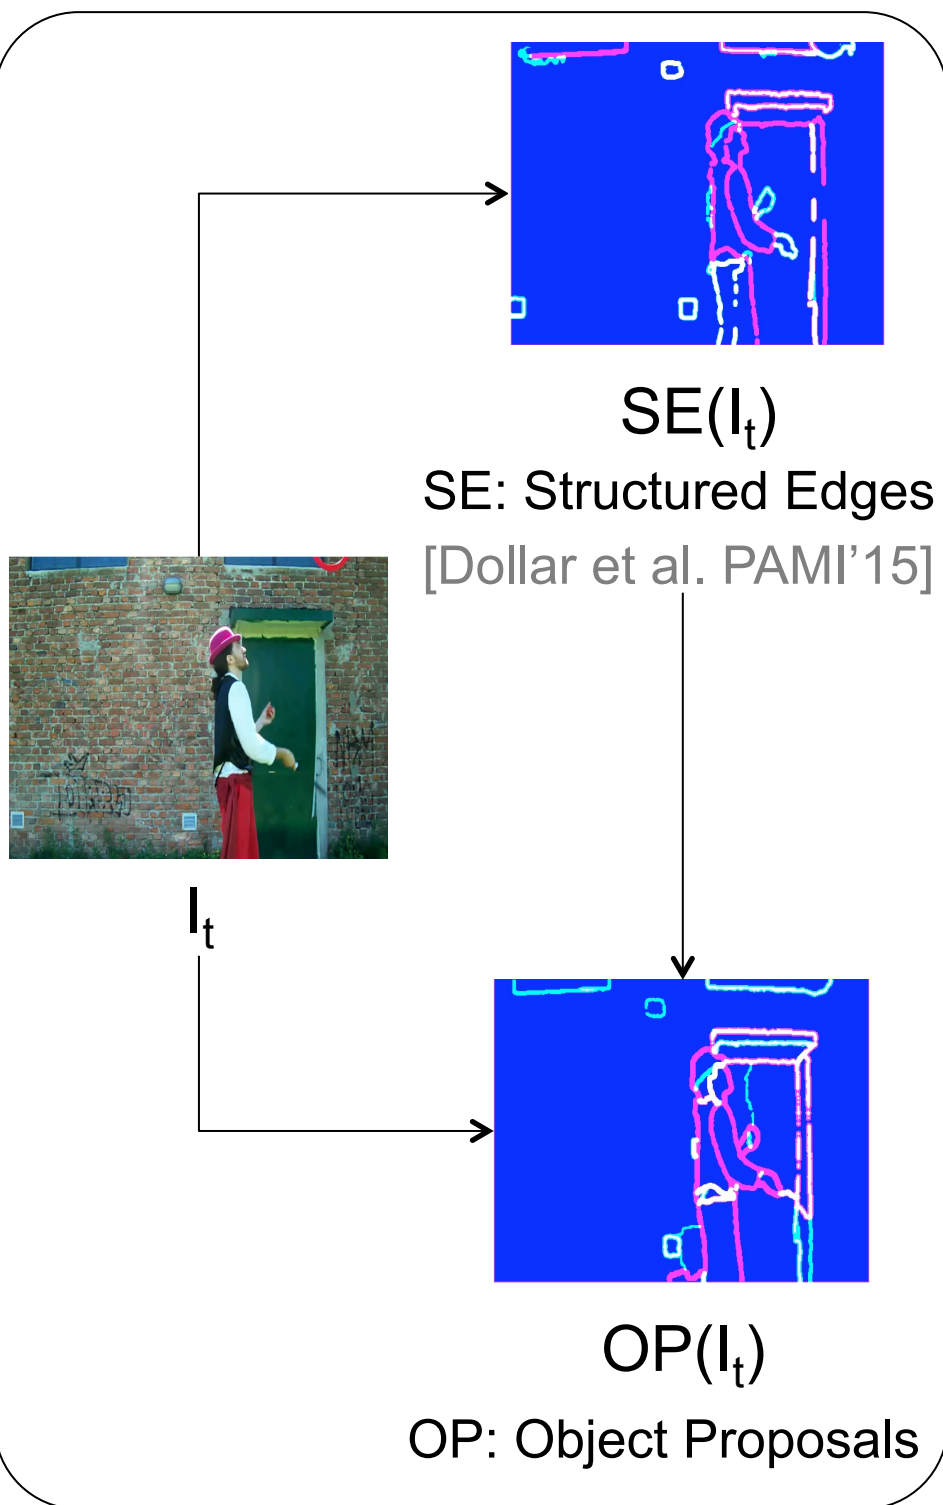 SE(Iₜ)
SE: Structured Edges
[Dollar et al. PAMI’15]
Iₜ
OP(Iₜ)
OP: Object Proposals